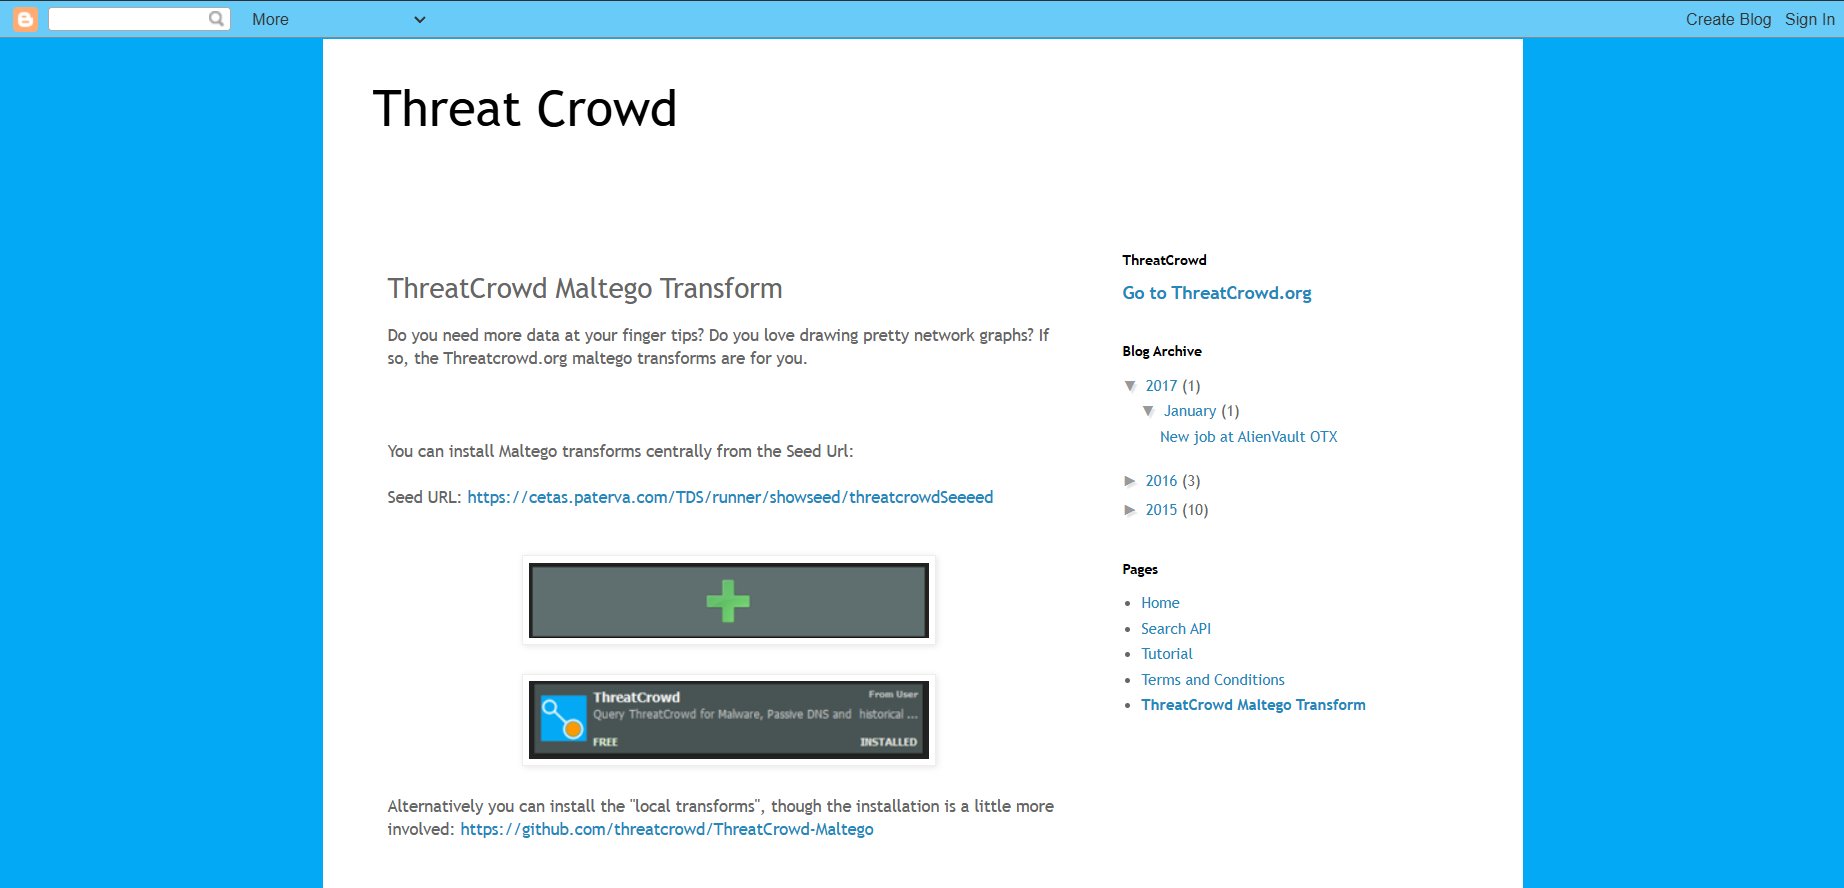 More
Create Blog
Sign In
Threat Crowd
ThreatCrowd Maltego Transform
Do you need more data at your finger tips? Do you love drawing pretty network graphs? If
so, the Threatcrowd.org maltego transforms are for you.
You can install Maltego transforms centrally from the Seed Url:
Seed URL: https://cetas.paterva.com/TDS/runner/showseed/threatcrowdSeeeed
ThreatCrowd
From User
Query ThreatCrowd for Malware, Passive DNS and historical ...
FREE
INSTALLED
Alternatively you can install the "local transforms", though the installation is a little more
involved: https://github.com/threatcrowd/ThreatCrowd-Maltego
ThreatCrowd
Go to ThreatCrowd.org
Blog Archive
▼ 2017 (1)
▼ January (1)
New job at AlienVault OTX
► 2016 (3)
► 2015 (10)
Pages
• Home
• Search API
• Tutorial
• Terms and Conditions
• ThreatCrowd Maltego Transform